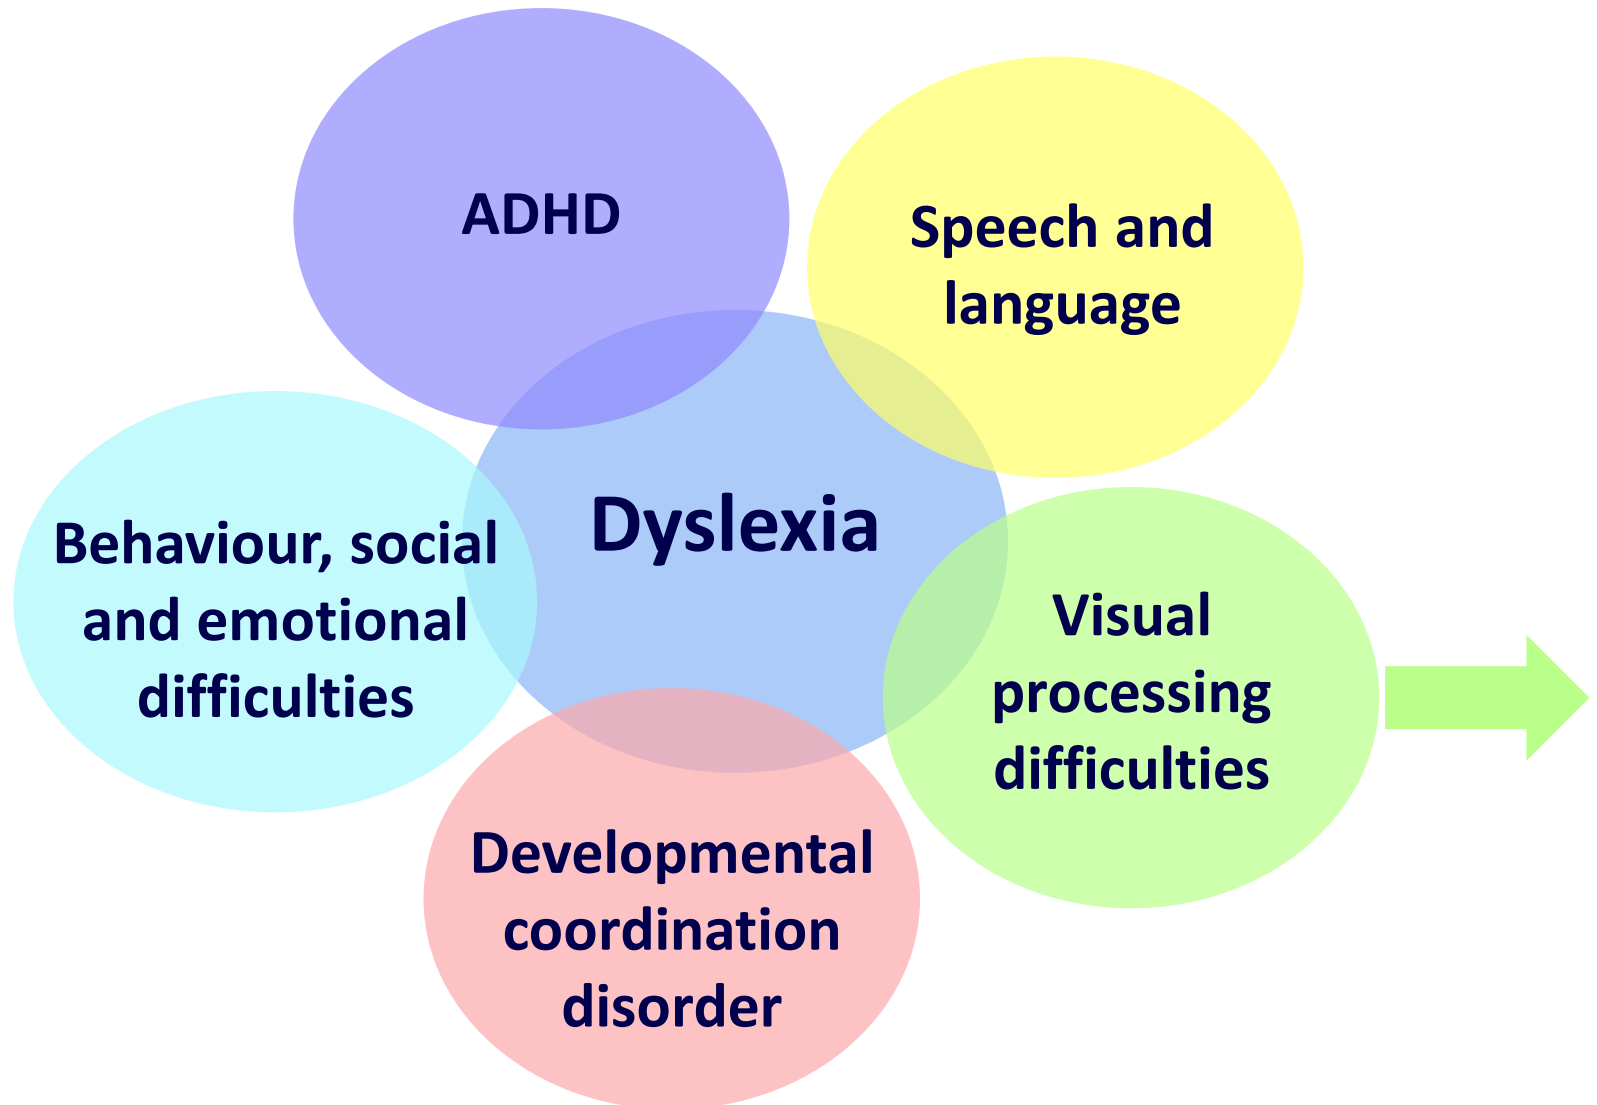 ADHD
Speech and
language
Dyslexia
Behaviour, social
and emotional
difficulties
Visual
processing
difficulties
Developmental
coordination
disorder